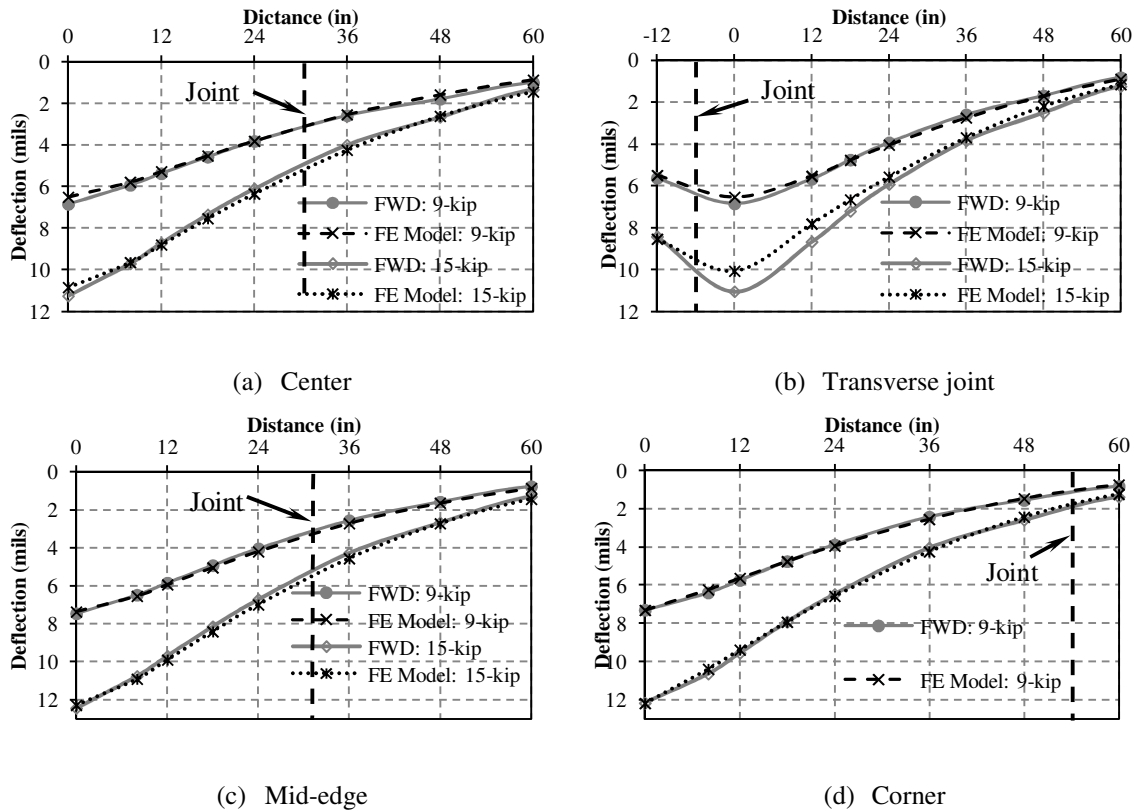 Dictance (in)
0 12 24 36 48 60
0
2
4
6
8
10
12
Deflection (mils)
Joint
FWD: 9-kip
FE Model: 9-kip
FWD: 15-kip
FE Model: 15-kip
(a) Center
Distance (in)
-12 0 12 24 36 48 60
0
2
4
6
8
10
12
Deflection (mils)
Joint
FWD: 9-kip
FE Model: 9-kip
FWD: 15-kip
FE Model: 15-kip
(b) Transverse joint
Distance (in)
0 12 24 36 48 60
0
2
4
6
8
10
12
Deflection (mils)
Joint
FWD: 9-kip
FE Model: 9-kip
FWD: 15-kip
FE Model: 15-kip
(c) Mid-edge
Distance (in)
0 12 24 36 48 60
0
2
4
6
8
10
12
Deflection (mils)
Joint
FWD: 9-kip
FE Model: 9-kip
(d) Corner